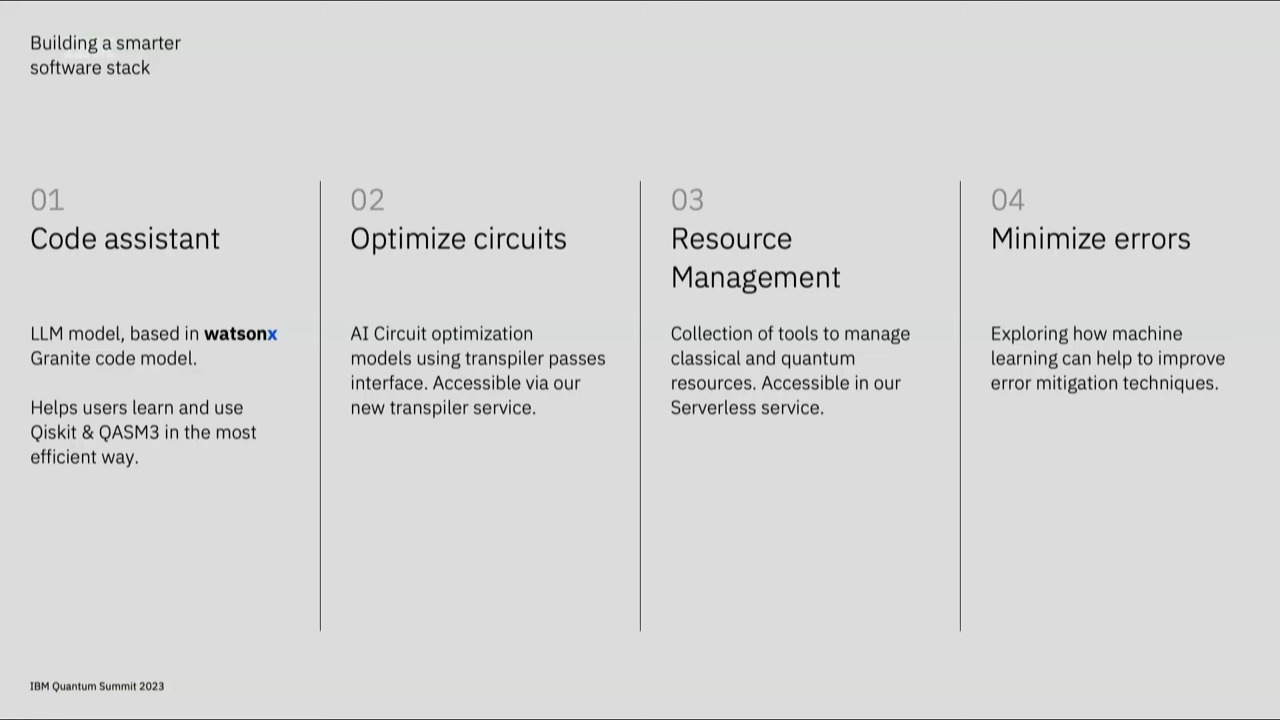 Building a smarter
software stack
01
Code assistant
LLM model, based in watsonx
Granite code model.
Helps users learn and use
Qiskit & QASM3 in the most
efficient way.
02
Optimize circuits
AI Circuit optimization
models using transpiler passes
interface. Accessible via our
new transpiler service.
03
Resource
Management
Collection of tools to manage
classical and quantum
resources. Accessible in our
Serverless service.
04
Minimize errors
Exploring how machine
learning can help to improve
error mitigation techniques.
IBM Quantum Summit 2023